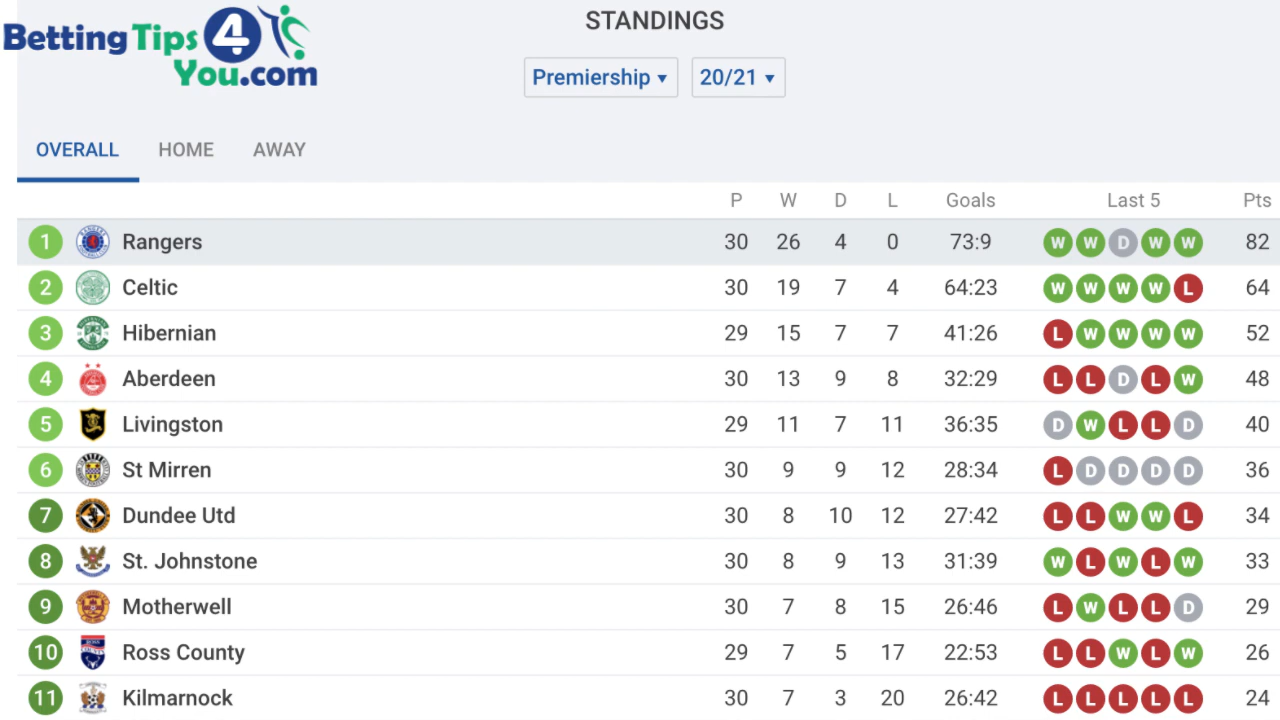 STANDINGS
Betting Tips 4
You.com
Premiership ▾ 20/21 ▾
OVERALL HOME AWAY
P W D L Goals Last 5 Pts
1 Rangers 30 26 4 0 73:9 W W D W W 82
2 Celtic 30 19 7 4 64:23 W W W W L 64
3 Hibernian 29 15 7 7 41:26 L W W W W 52
4 Aberdeen 30 13 9 8 32:29 L L D L W 48
5 Livingston 29 11 7 11 36:35 D W L L D 40
6 St Mirren 30 9 9 12 28:34 L D D D D 36
7 Dundee Utd 30 8 10 12 27:42 L L W W L 34
8 St. Johnstone 30 8 9 13 31:39 W L W L W 33
9 Motherwell 30 7 8 15 26:46 L W L L D 29
10 Ross County 29 7 5 17 22:53 L L W L W 26
11 Kilmarnock 30 7 3 20 26:42 L L L L L 24